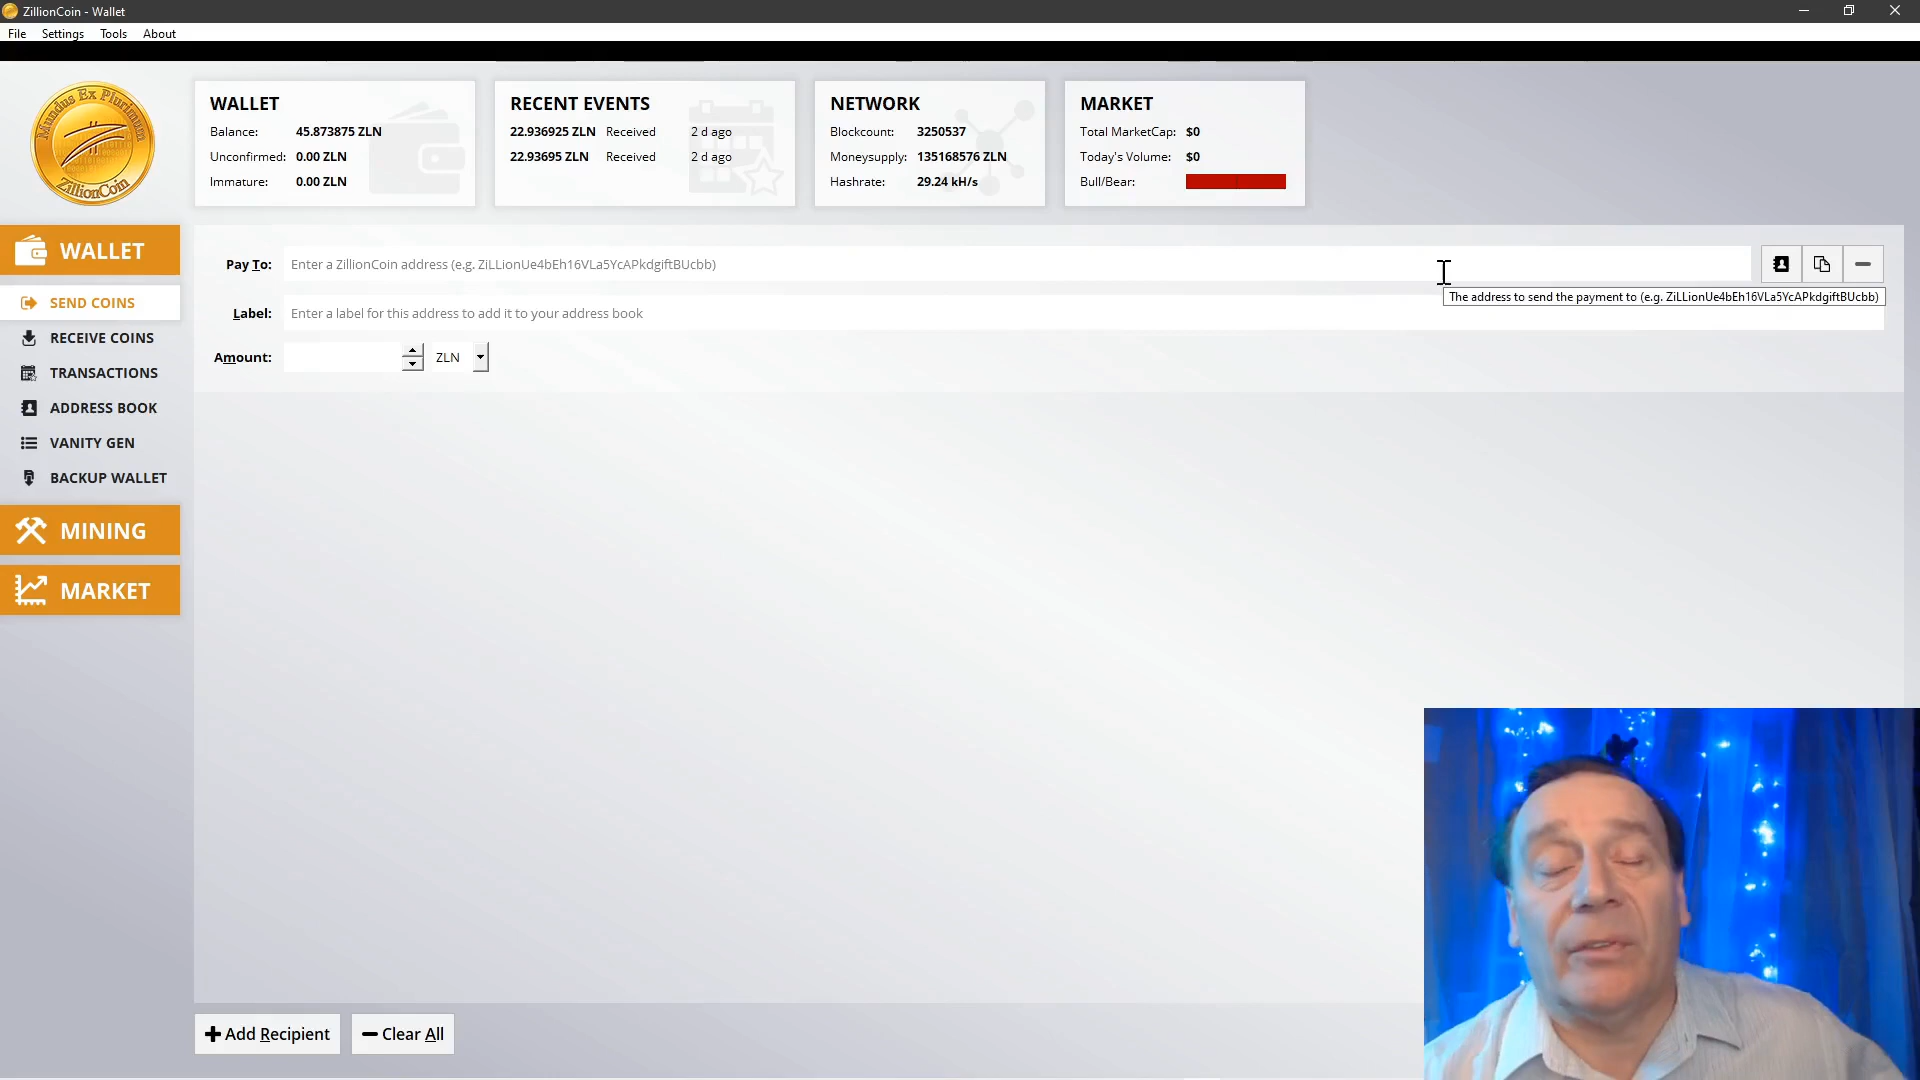 ZillionCoin - Wallet
File Settings Tools About
Mundus Ex Plurimum
ZillionCoin
WALLET
Balance: 45.873875 ZLN
Unconfirmed: 0.00 ZLN
Immature: 0.00 ZLN
RECENT EVENTS
22.936925 ZLN Received 2 d ago
22.93695 ZLN Received 2 d ago
NETWORK
Blockcount: 3250537
Moneysupply: 135168576 ZLN
Hashrate: 29.24 kH/s
MARKET
Total MarketCap: $0
Today's Volume: $0
Bull/Bear:
WALLET
SEND COINS
RECEIVE COINS
TRANSACTIONS
ADDRESS BOOK
VANITY GEN
BACKUP WALLET
MINING
MARKET
Pay To: Enter a ZillionCoin address (e.g. ZiLLionUe4bEh16VLa5YcAPkdgiftBUcbb)
The address to send the payment to (e.g. ZiLLionUe4bEh16VLa5YcAPkdgiftBUcbb)
Label: Enter a label for this address to add it to your address book
Amount: ZLN
Add Recipient Clear All